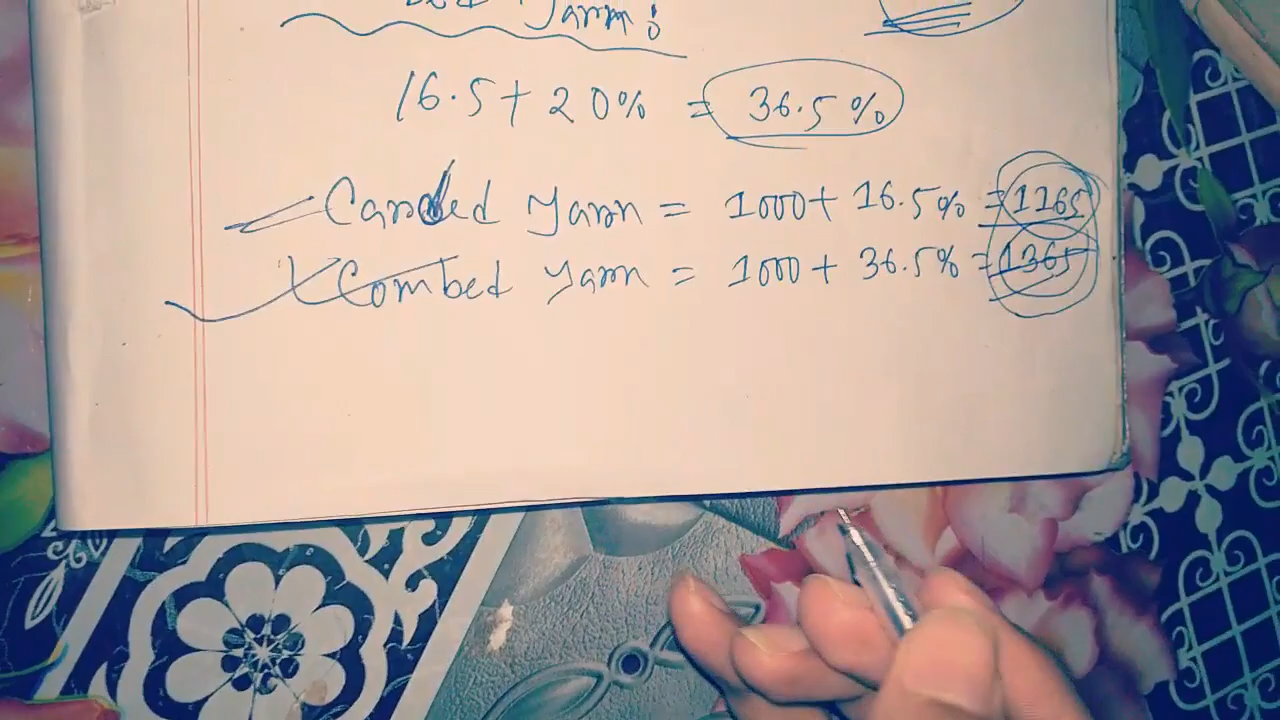 Yarn :
16.5 + 20% = 36.5%
Carded Yarn = 1000 + 16.5% = 1165
Combed Yarn = 1000 + 36.5% = 1365